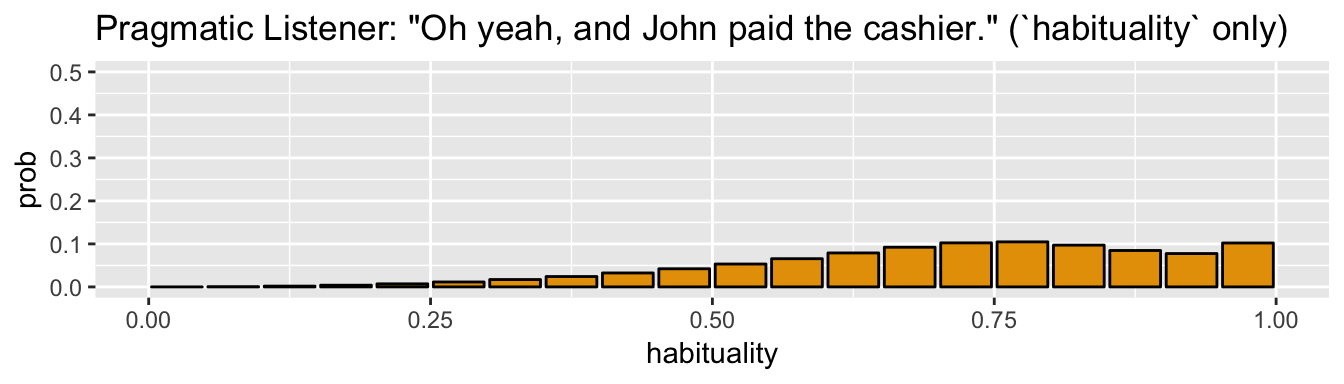 Pragmatic Listener: "Oh yeah, and John paid the cashier." (`habituality` only)
prob
0.5
0.4
0.3
0.2
0.1
0.0
0.00 0.25 0.50 0.75 1.00
habituality